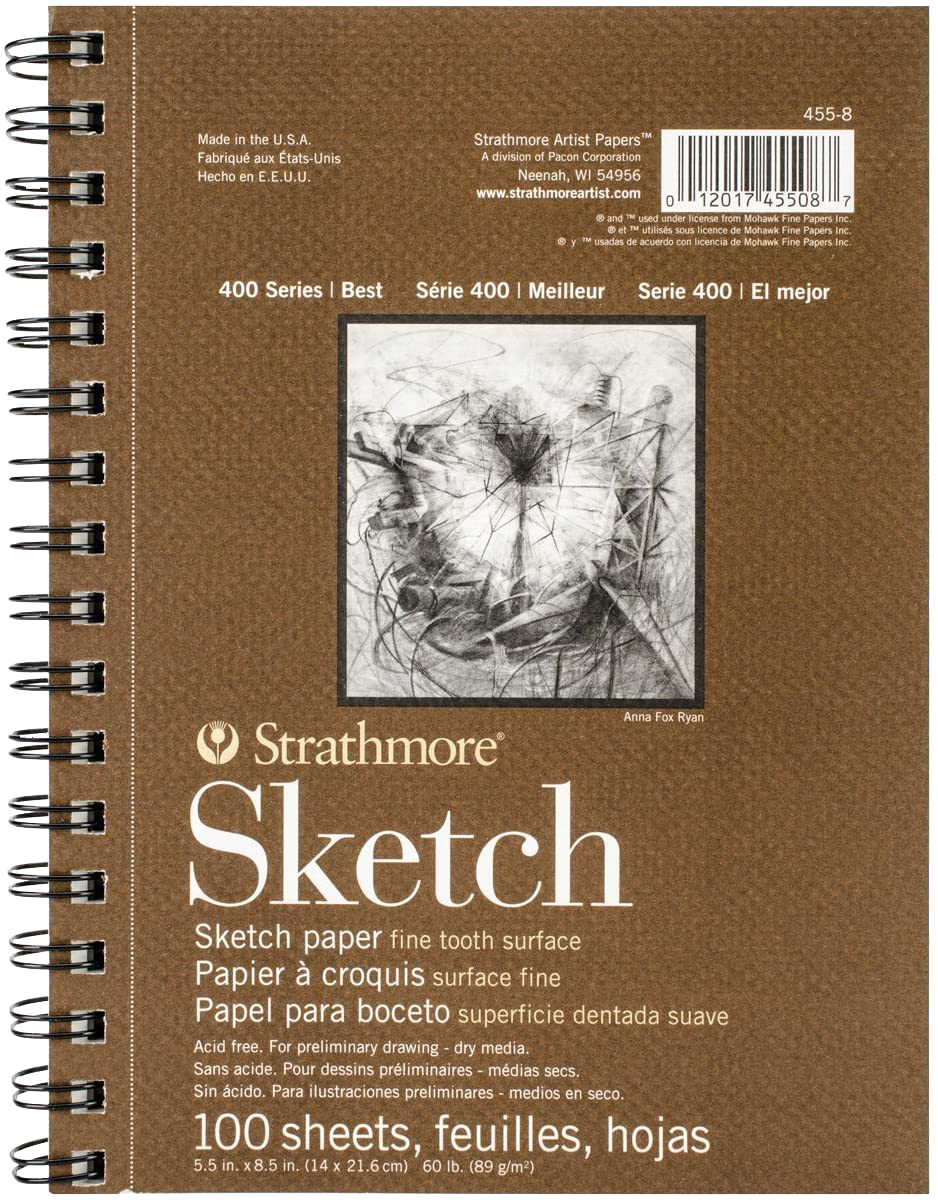 455-8
Made in the U.S.A.
Fabriqué aux États-Unis
Hecho en E.E.U.U.
Strathmore Artist Papers™
A division of Pacon Corporation
Neenah, WI 54956
www.strathmoreartist.com
0 12017 45508 7
® and ™ used under license from Mohawk Fine Papers Inc.
® et ™ utilisés sous licence de Mohawk Fine Papers Inc.
® y ™ usadas de acuerdo con licencia de Mohawk Fine Papers Inc.
400 Series | Best Série 400 | Meilleur Serie 400 | El mejor
Anna Fox Ryan
Strathmore®
Sketch
Sketch paper fine tooth surface
Papier à croquis surface fine
Papel para boceto superficie dentada suave
Acid free. For preliminary drawing - dry media.
Sans acide. Pour dessins préliminaires - médias secs.
Sin ácido. Para ilustraciones preliminares - medios en seco.
100 sheets, feuilles, hojas
5.5 in. x 8.5 in. (14 x 21.6 cm) 60 lb. (89 g/m²)